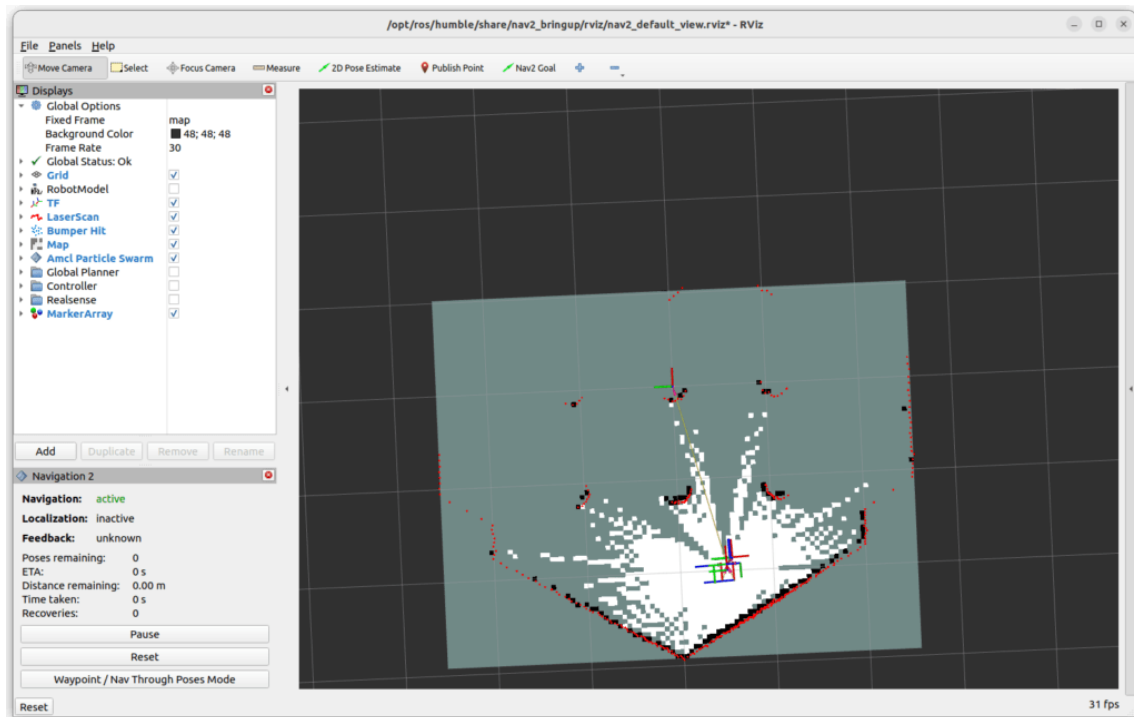 /opt/ros/humble/share/nav2_bringup/rviz/nav2_default_view.rviz* - RViz
File Panels Help
Move Camera Select Focus Camera Measure 2D Pose Estimate Publish Point Nav2 Goal
Displays
Global Options
Fixed Frame map
Background Color 48; 48; 48
Frame Rate 30
Global Status: Ok
Grid
RobotModel
TF
LaserScan
Bumper Hit
Map
Amcl Particle Swarm
Global Planner
Controller
Realsense
MarkerArray
Add Duplicate Remove Rename
Navigation 2
Navigation: active
Localization: inactive
Feedback: unknown
Poses remaining: 0
ETA: 0 s
Distance remaining: 0.00 m
Time taken: 0 s
Recoveries: 0
Pause
Reset
Waypoint / Nav Through Poses Mode
Reset 31 fps